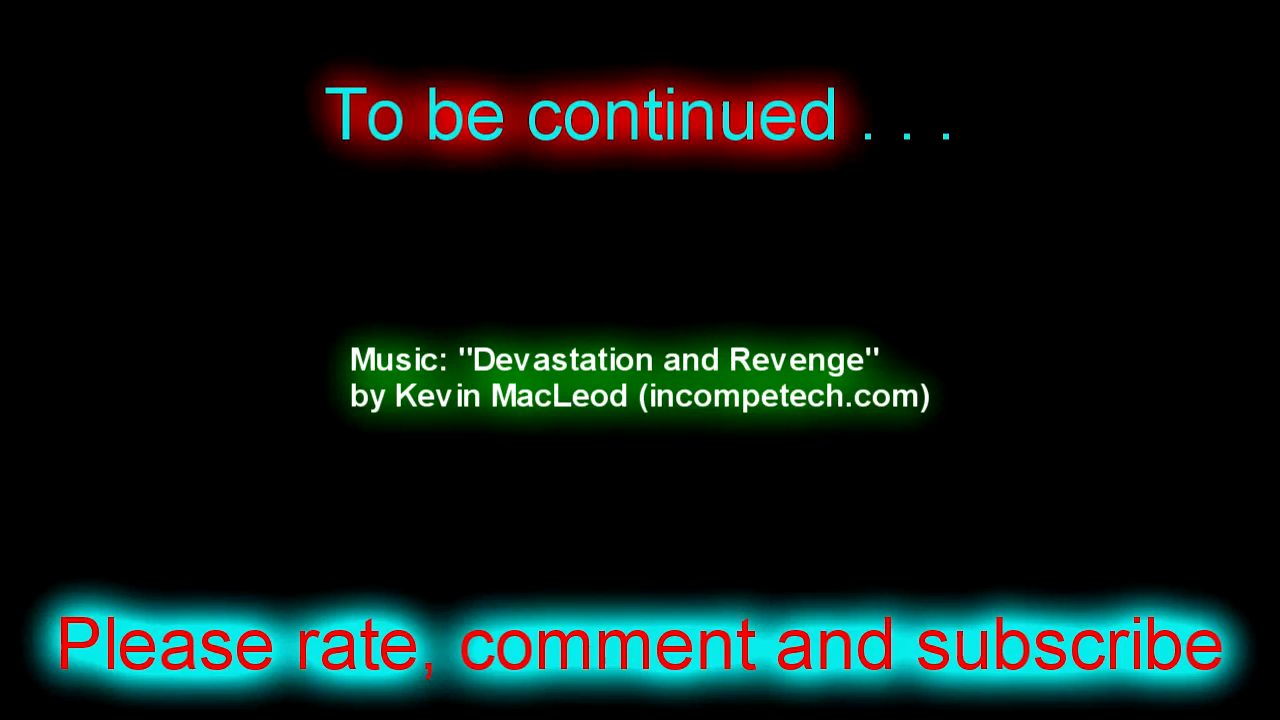 To be continued . . .
Music: "Devastation and Revenge"
by Kevin MacLeod (incompetech.com)
Please rate, comment and subscribe